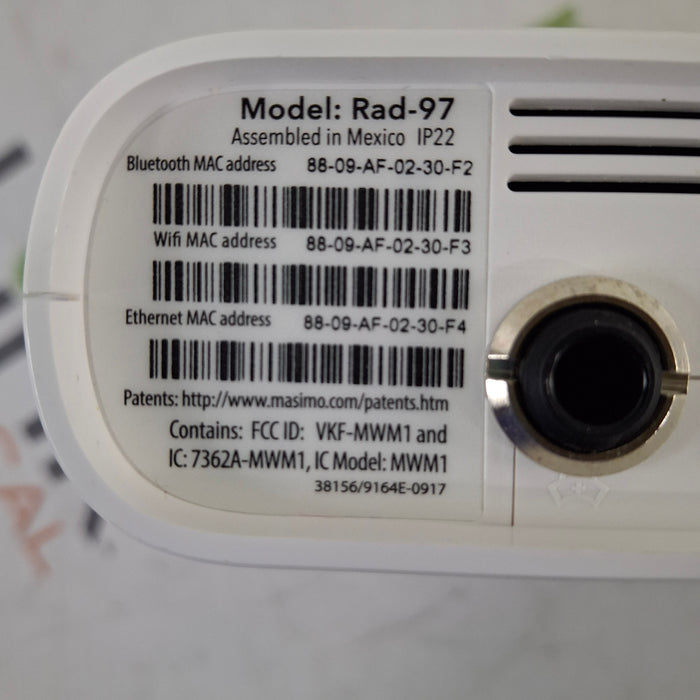 Model: Rad-97
Assembled in Mexico IP22
Bluetooth MAC address 88-09-AF-02-30-F2
Wifi MAC address 88-09-AF-02-30-F3
Ethernet MAC address 88-09-AF-02-30-F4
Patents: http://www.masimo.com/patents.htm
Contains: FCC ID: VKF-MWM1 and
IC: 7362A-MWM1, IC Model: MWM1
38156/9164E-0917